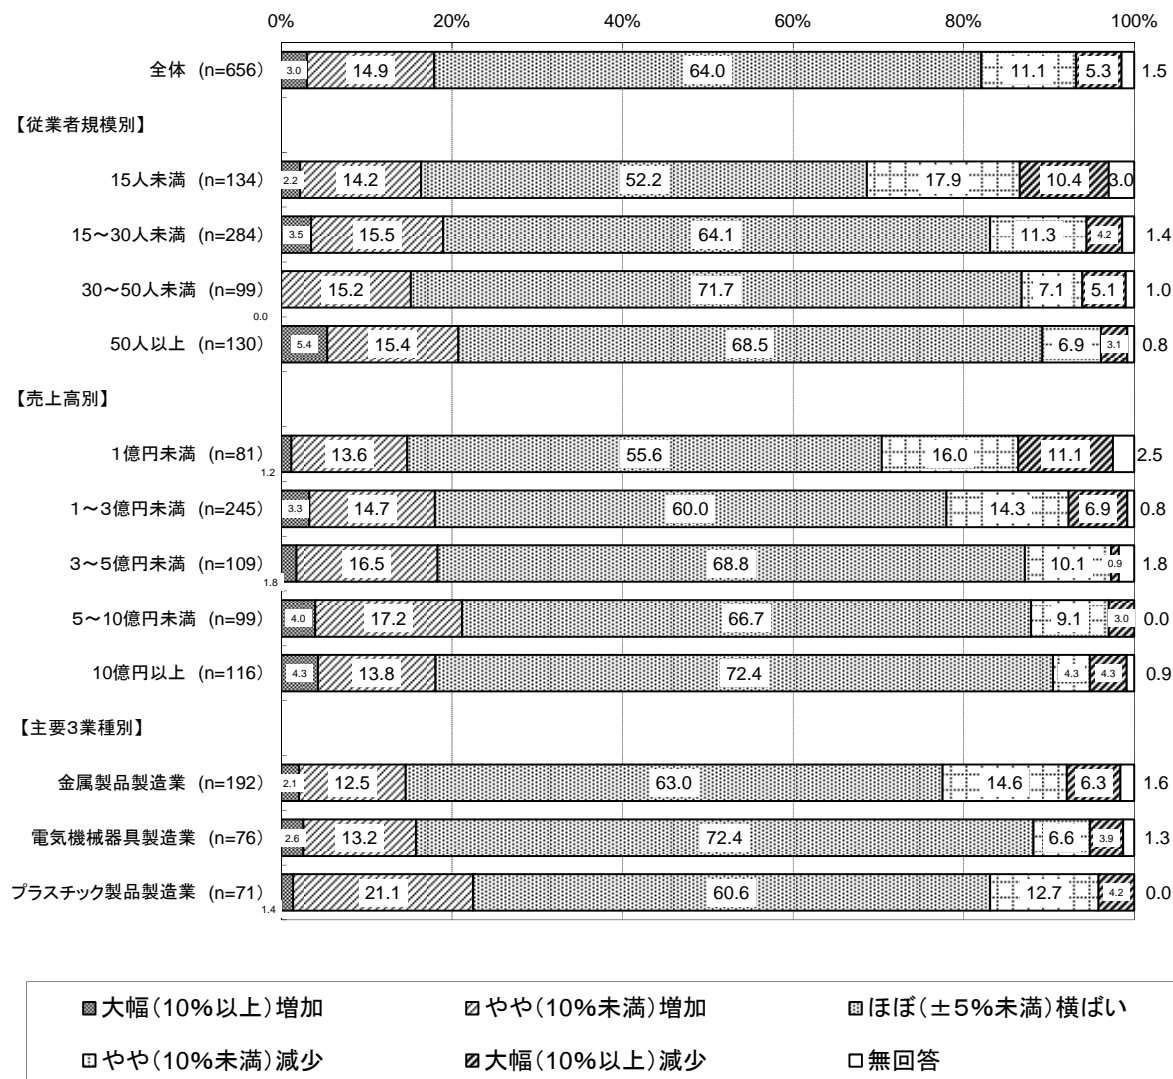 0% 20% 40% 60% 80% 100%
全体 (n=656) 3.0 14.9 64.0 11.1 5.3 1.5
【従業者規模別】
15人未満 (n=134) 2.2 14.2 52.2 17.9 10.4 3.0
15～30人未満 (n=284) 3.5 15.5 64.1 11.3 4.2 1.4
30～50人未満 (n=99) 15.2 71.7 7.1 5.1 1.0
0.0
50人以上 (n=130) 5.4 15.4 68.5 6.9 3.1 0.8
【売上高別】
1億円未満 (n=81) 13.6 55.6 16.0 11.1 2.5
1.2
1～3億円未満 (n=245) 3.3 14.7 60.0 14.3 6.9 0.8
3～5億円未満 (n=109) 16.5 68.8 10.1 0.9 1.8
1.8
5～10億円未満 (n=99) 4.0 17.2 66.7 9.1 3.0 0.0
10億円以上 (n=116) 4.3 13.8 72.4 4.3 4.3 0.9
【主要3業種別】
金属製品製造業 (n=192) 2.1 12.5 63.0 14.6 6.3 1.6
電気機械器具製造業 (n=76) 2.6 13.2 72.4 6.6 3.9 1.3
プラスチック製品製造業 (n=71) 21.1 60.6 12.7 4.2 0.0
1.4
大幅(10%以上)増加 やや(10%未満)増加 ほぼ(±5%未満)横ばい
やや(10%未満)減少 大幅(10%以上)減少 無回答